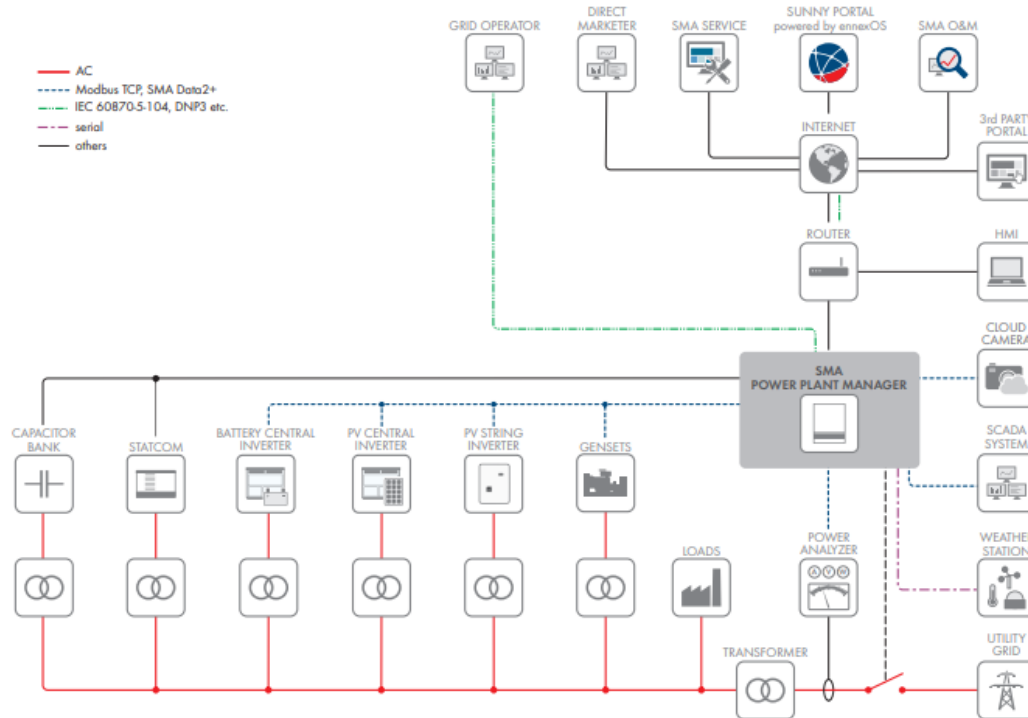 GRID OPERATOR
DIRECT
MARKETER
SMA SERVICE
SUNNY PORTAL
powered by ennexOS
SMA O&M
AC
Modbus TCP, SMA Data2+
IEC 60870-5-104, DNP3 etc.
serial
others
INTERNET
3rd PARTY
PORTAL
ROUTER
HMI
CLOUD
CAMERA
SMA
POWER PLANT MANAGER
CAPACITOR
BANK
STATCOM
BATTERY CENTRAL
INVERTER
PV CENTRAL
INVERTER
PV STRING
INVERTER
GENSETS
SCADA
SYSTEM
LOADS
POWER
ANALYZER
A V W
WEATHER
STATION
TRANSFORMER
UTILITY
GRID